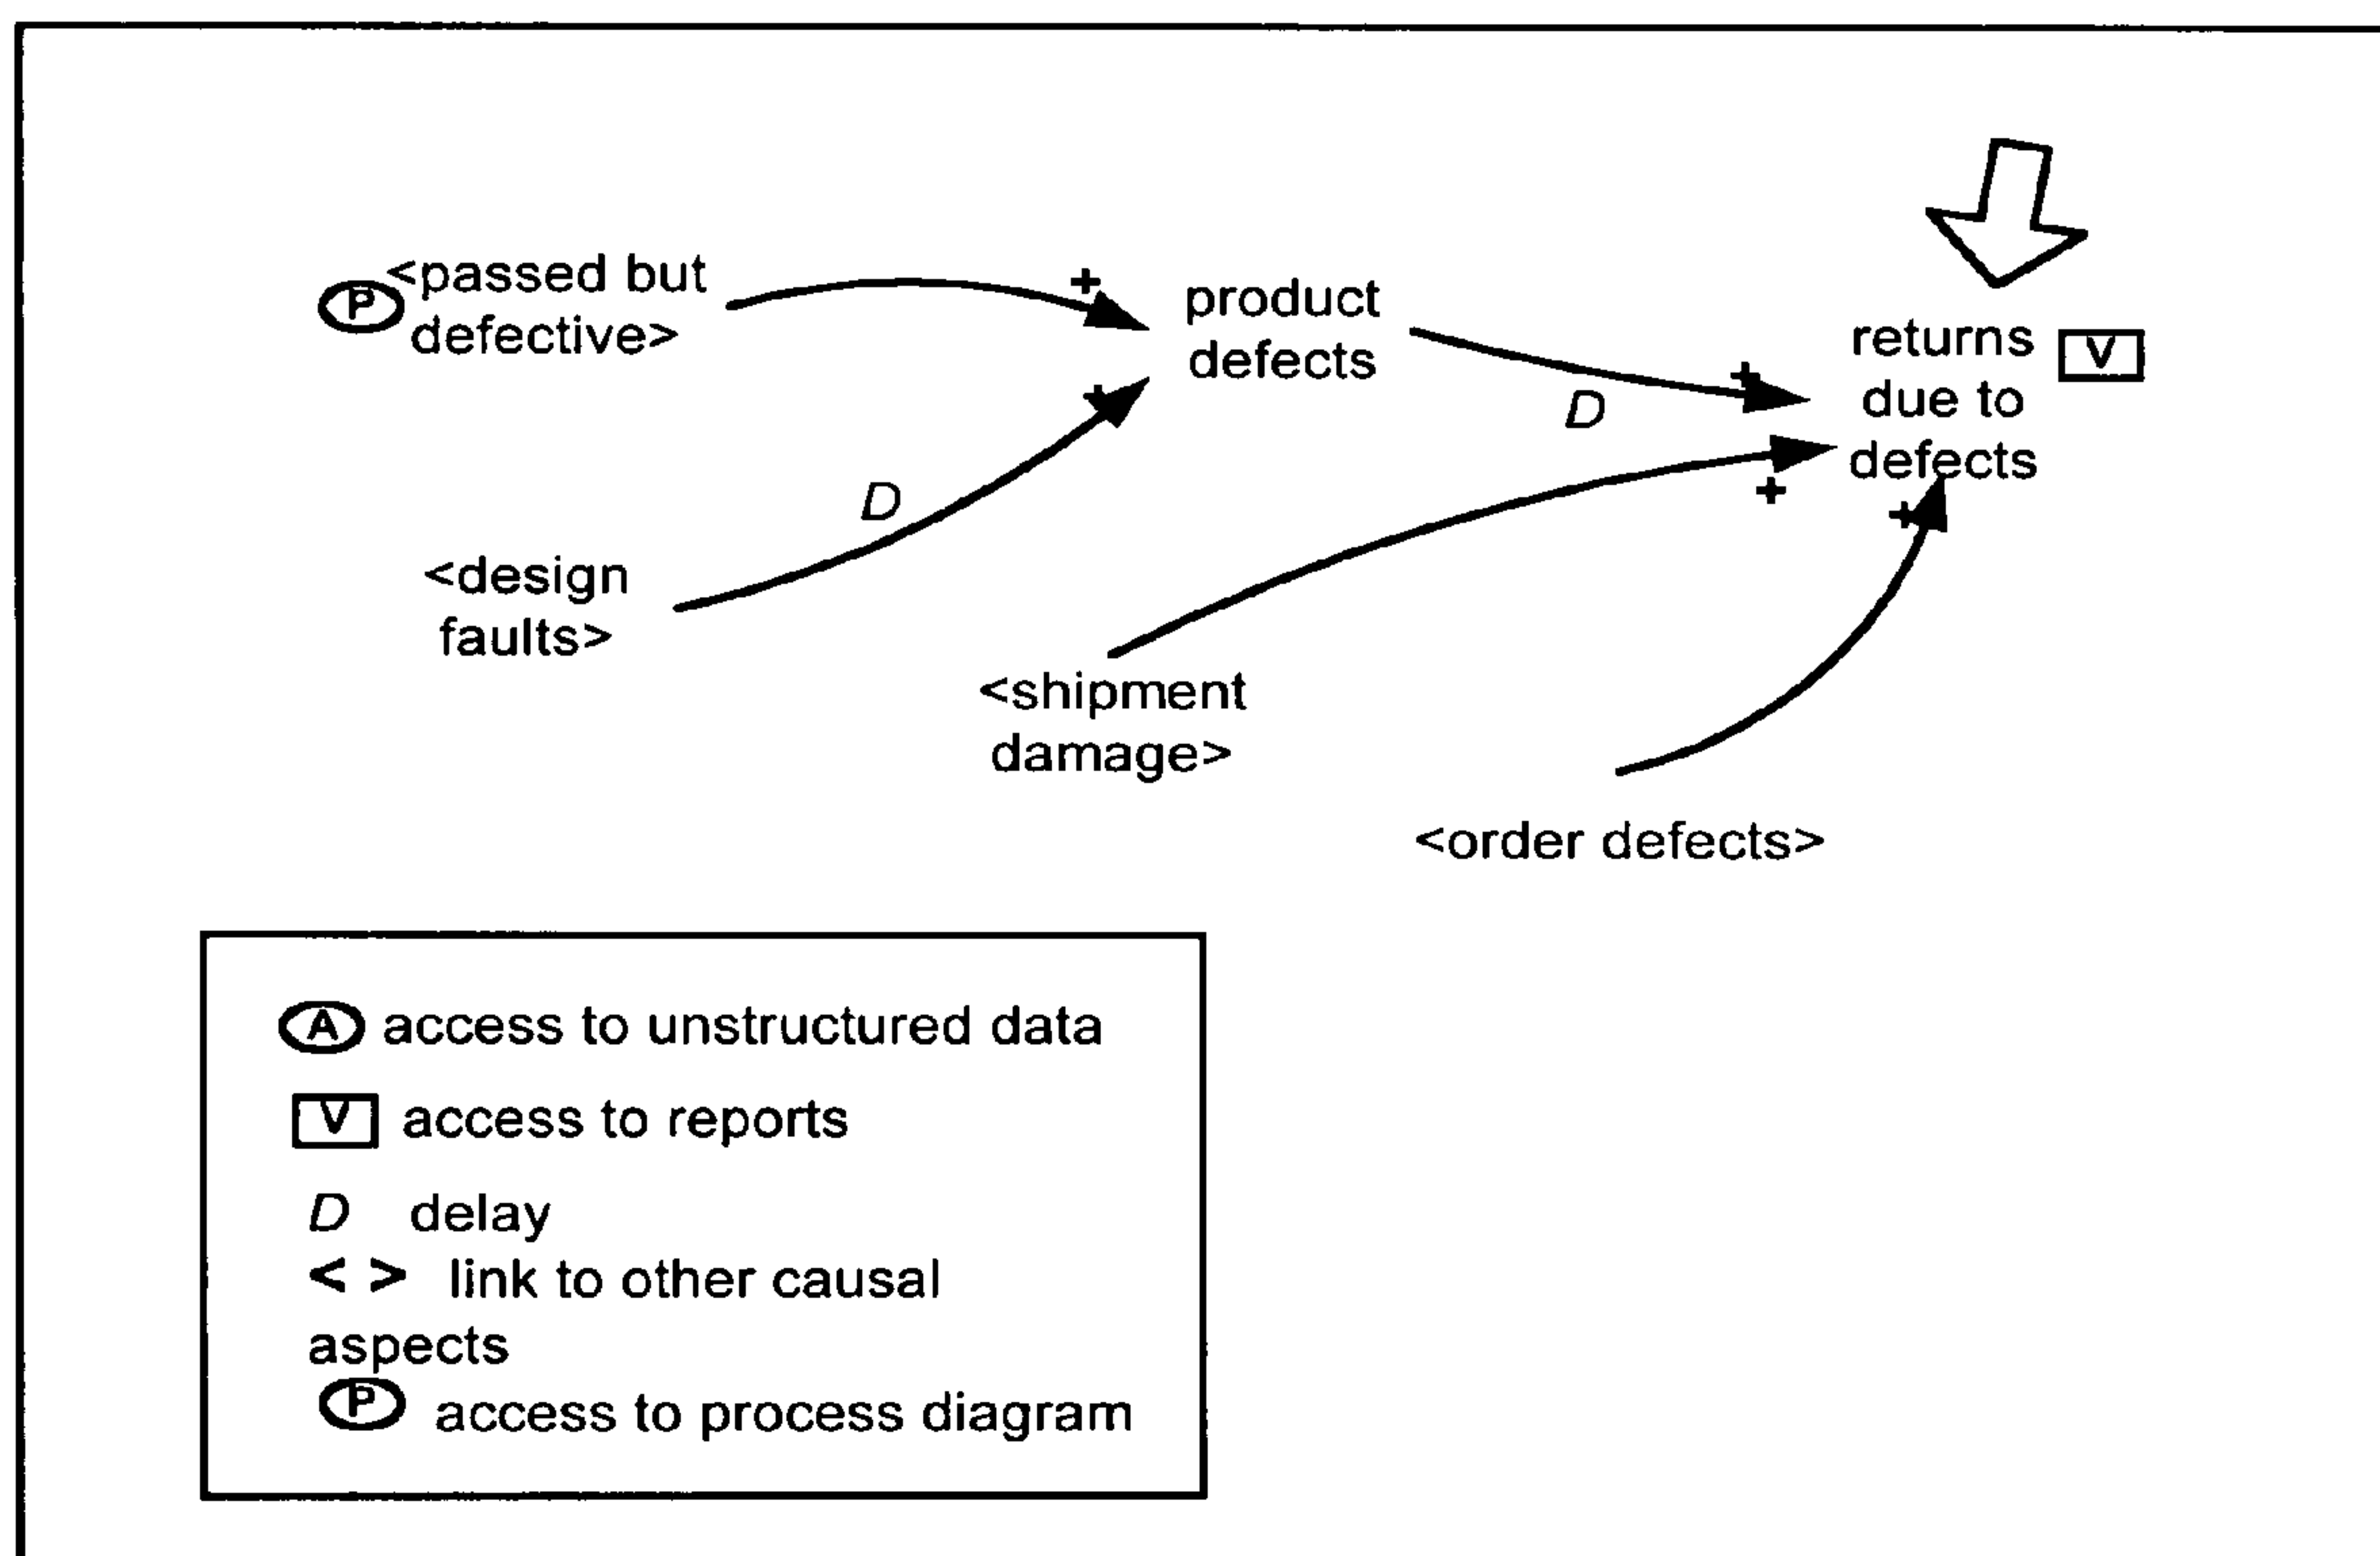 P <passed but
defective>
+
product
defects
+
D
returns V
due to
defects
+
D
+
+
<design
faults>
<shipment
damage>
<order defects>
A access to unstructured data
V access to reports
D delay
< > link to other causal
aspects
P access to process diagram